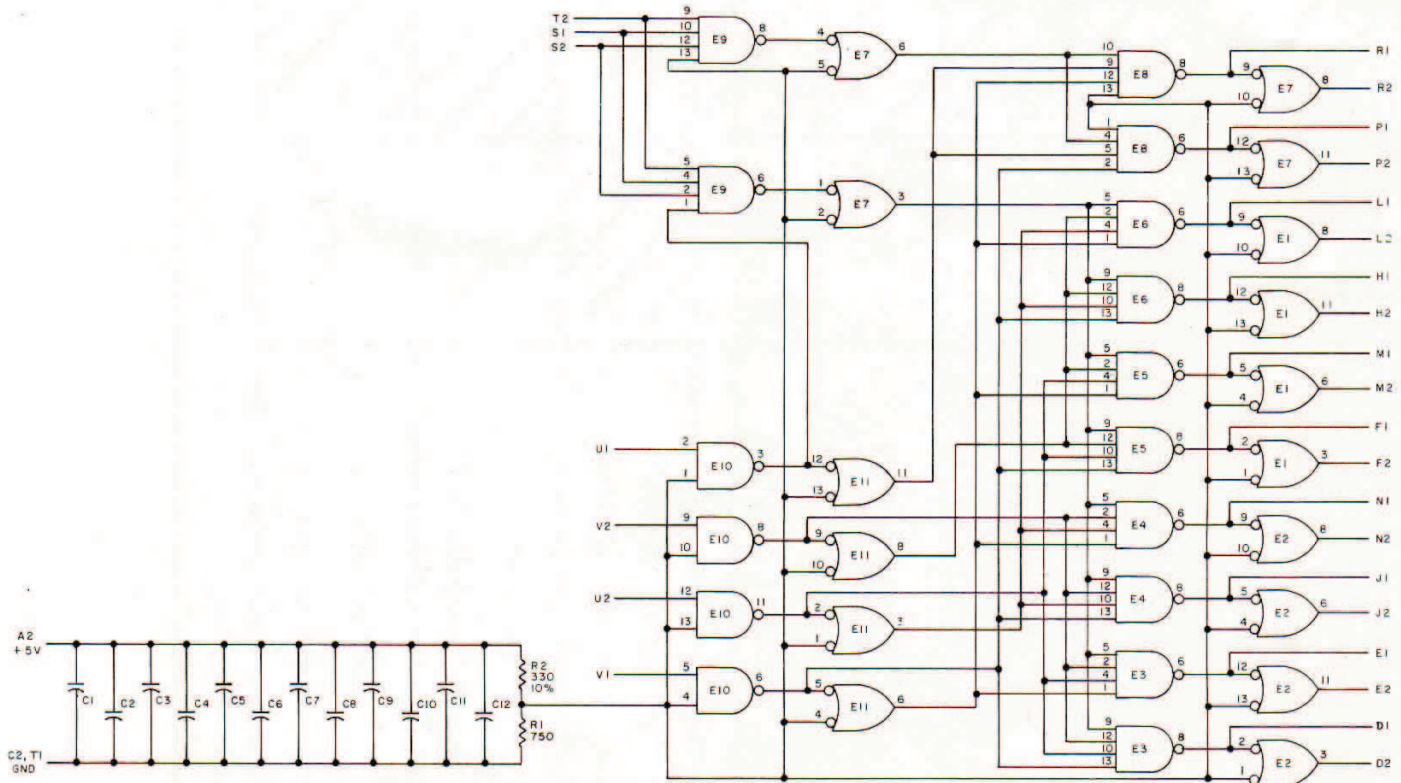 T2
S1
S2
9
10
12
13
E9
8
4
5
E7
6
10
9
12
13
E8
8
R1
9
10
E7
8
R2
1
4
5
2
E8
6
P1
12
13
E7
11
P2
5
4
2
1
E9
6
1
2
E7
3
5
2
4
1
E6
6
L1
9
10
E1
8
9
12
10
13
E6
8
H1
12
13
E1
11
H2
5
2
4
1
E5
6
M1
5
4
E1
6
M2
U1
2
1
E10
3
12
13
E11
11
9
12
10
13
E5
8
F1
2
1
E1
3
F2
V2
9
10
E10
8
9
10
E11
8
5
2
4
1
E4
6
N1
9
10
E2
8
N2
U2
12
13
E10
11
2
1
E11
3
9
12
10
13
E4
8
J1
5
4
E2
6
J2
V1
5
4
E10
6
5
4
E11
6
5
2
4
1
E3
6
E1
12
13
E2
11
E2
9
12
10
13
E3
8
D1
2
1
E2
3
D2
A2
+5V
C1
C2
C3
C4
C5
C6
C7
C8
C9
C10
C11
C12
R2
330
10%
R1
750
C2, T1
GND